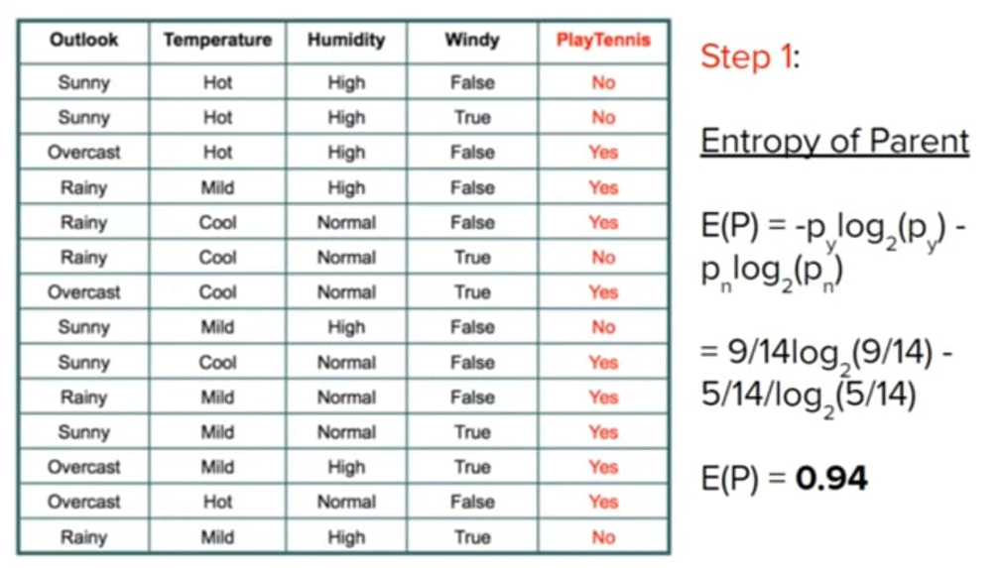 Outlook Temperature Humidity Windy PlayTennis
Sunny Hot High False No
Sunny Hot High True No
Overcast Hot High False Yes
Rainy Mild High False Yes
Rainy Cool Normal False Yes
Rainy Cool Normal True No
Overcast Cool Normal True Yes
Sunny Mild High False No
Sunny Cool Normal False Yes
Rainy Mild Normal False Yes
Sunny Mild Normal True Yes
Overcast Mild High True Yes
Overcast Hot Normal False Yes
Rainy Mild High True No
Step 1:
Entropy of Parent
E(P) = -p_y log_2(p_y) -
p_n log_2(p_n)
= 9/14log_2(9/14) -
5/14/log_2(5/14)
E(P) = 0.94